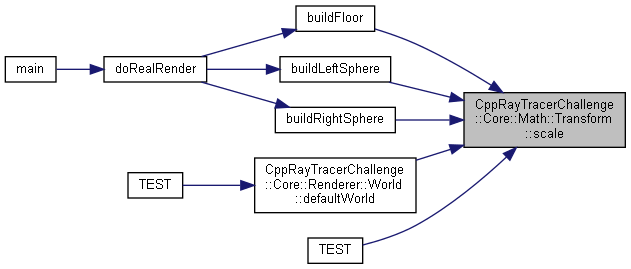 buildFloor
main
doRealRender
buildLeftSphere
buildRightSphere
CppRayTracerChallenge
::Core::Math::Transform
::scale
CppRayTracerChallenge
::Core::Renderer::World
::defaultWorld
TEST
TEST